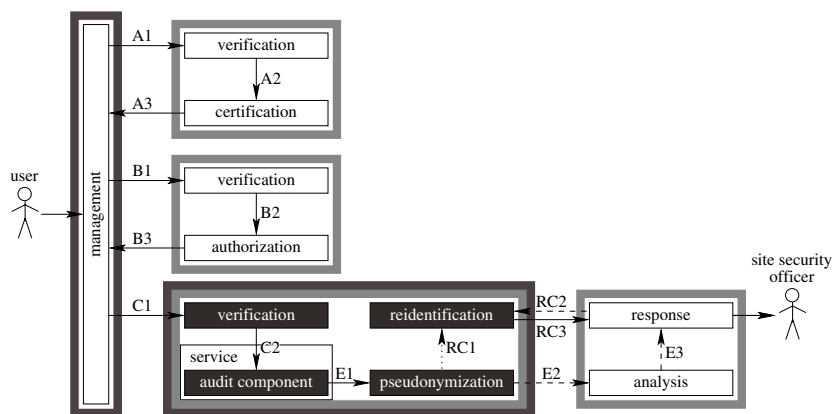 A1
verification
A2
A3
certification
user
management
B1
verification
B2
B3
authorization
site security
officer
C1
verification
reidentification
RC2
RC3
response
C2
RC1
E3
service
audit component
E1
pseudonymization
E2
analysis